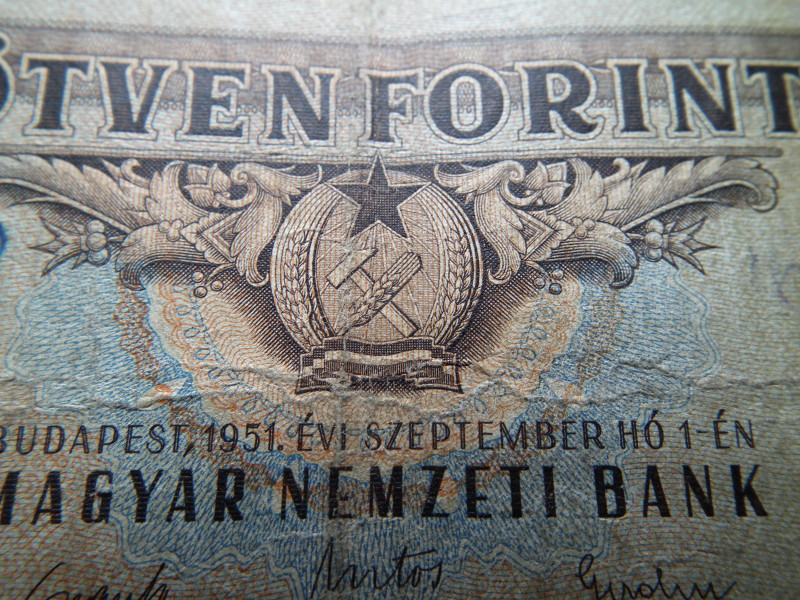 ÖTVEN FORINT
BUDAPEST, 1951. ÉVI SZEPTEMBER HÓ 1-ÉN
MAGYAR NEMZETI BANK